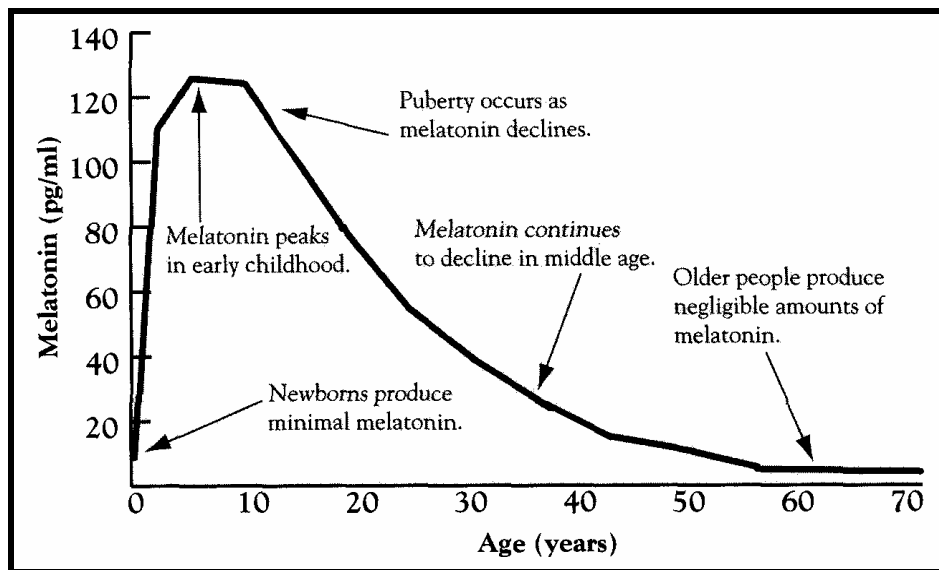 140
120
100
80
60
40
20
Melatonin (pg/ml)
Puberty occurs as
melatonin declines.
Melatonin peaks
in early childhood.
Melatonin continues
to decline in middle age.
Older people produce
negligible amounts of
melatonin.
Newborns produce
minimal melatonin.
0 10 20 30 40 50 60 70
Age (years)